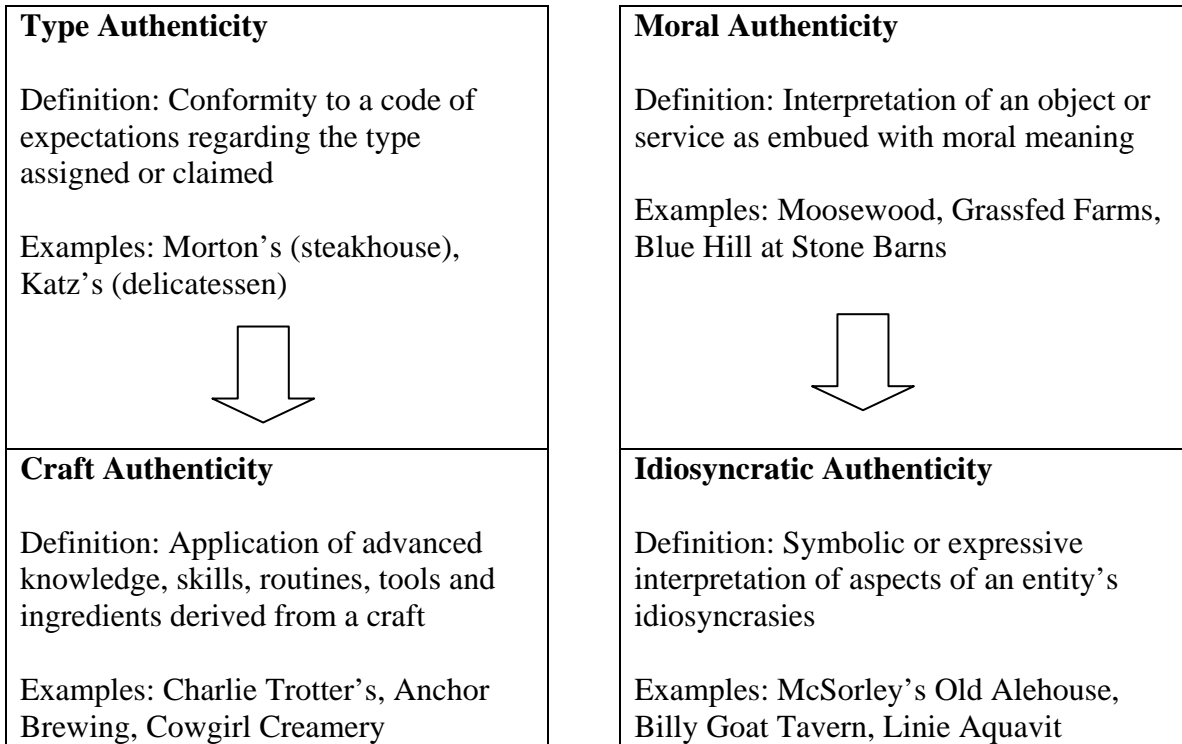 Type Authenticity
Definition: Conformity to a code of
expectations regarding the type
assigned or claimed
Examples: Morton’s (steakhouse),
Katz’s (delicatessen)
Craft Authenticity
Definition: Application of advanced
knowledge, skills, routines, tools and
ingredients derived from a craft
Examples: Charlie Trotter’s, Anchor
Brewing, Cowgirl Creamery
Moral Authenticity
Definition: Interpretation of an object or
service as embued with moral meaning
Examples: Moosewood, Grassfed Farms,
Blue Hill at Stone Barns
Idiosyncratic Authenticity
Definition: Symbolic or expressive
interpretation of aspects of an entity’s
idiosyncrasies
Examples: McSorley’s Old Alehouse,
Billy Goat Tavern, Linie Aquavit